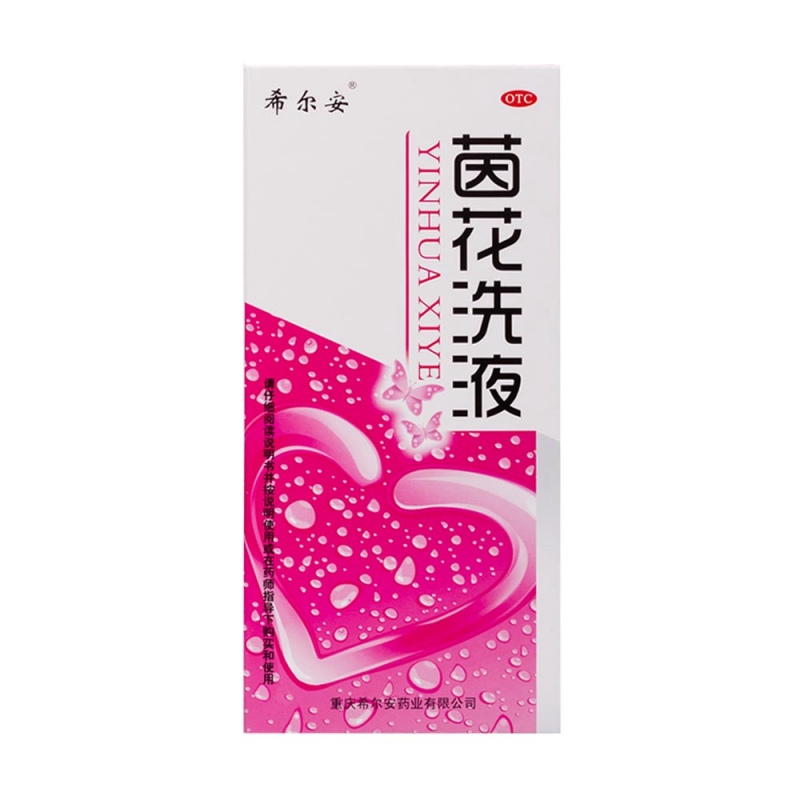 希尔安®
OTC
茵花洗液
YINHUA XIYE
请仔细阅读说明书并按说明使用或在药师指导下购买和使用
重庆希尔安药业有限公司